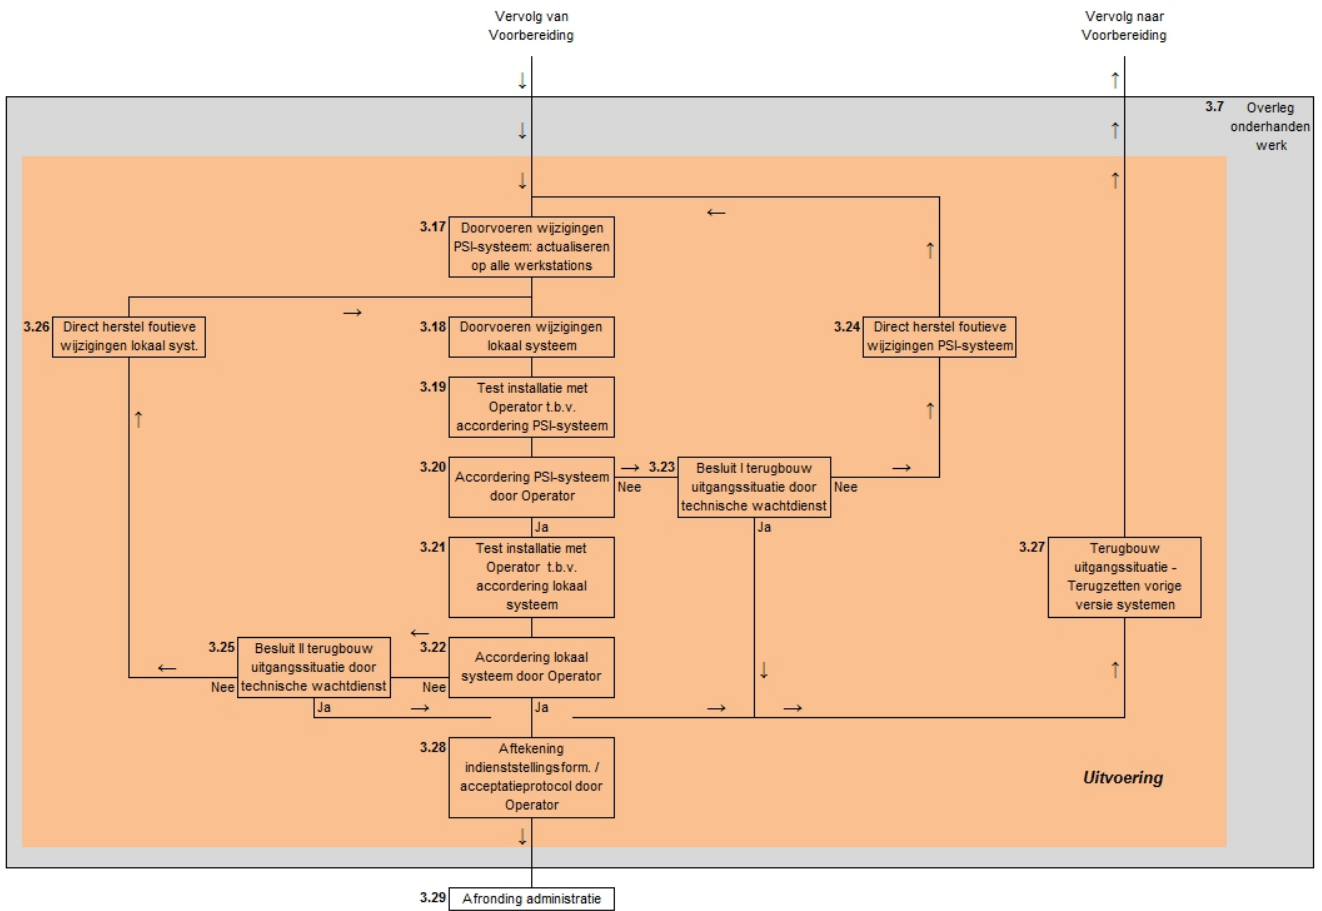 Vervolg van
Voorbereiding
Vervolg naar
Voorbereiding
↓
↑
3.7 Overleg
onderhanden
werk
↓
↑
↓
↑
←
3.17 Doorvoeren wijzigingen
PSI-systeem: actualiseren
op alle werkstations
↑
→
3.26 Direct herstel foutieve
wijzigingen lokaal syst.
3.18 Doorvoeren wijzigingen
lokaal systeem
3.24 Direct herstel foutieve
wijzigingen PSI-systeem
3.19 Test installatie met
Operator t.b.v.
accordering PSI-systeem
↑
↑
3.20 Accordering PSI-systeem
door Operator
→
Nee
3.23 Besluit I terugbouw
uitgangssituatie door
technische wachtdienst
→
Nee
Ja
Ja
3.21 Test installatie met
Operator t.b.v.
accordering lokaal
systeem
3.27 Terugbouw
uitgangssituatie -
Terugzetten vorige
versie systemen
←
3.25 Besluit II terugbouw
uitgangssituatie door
technische wachtdienst
3.22 Accordering lokaal
systeem door Operator
←
Nee
Nee
↓
↑
Ja
→
Ja
→
→
3.28 Aftekening
indienststellingsform. /
acceptatieprotocol door
Operator
Uitvoering
↓
3.29 Afronding administratie